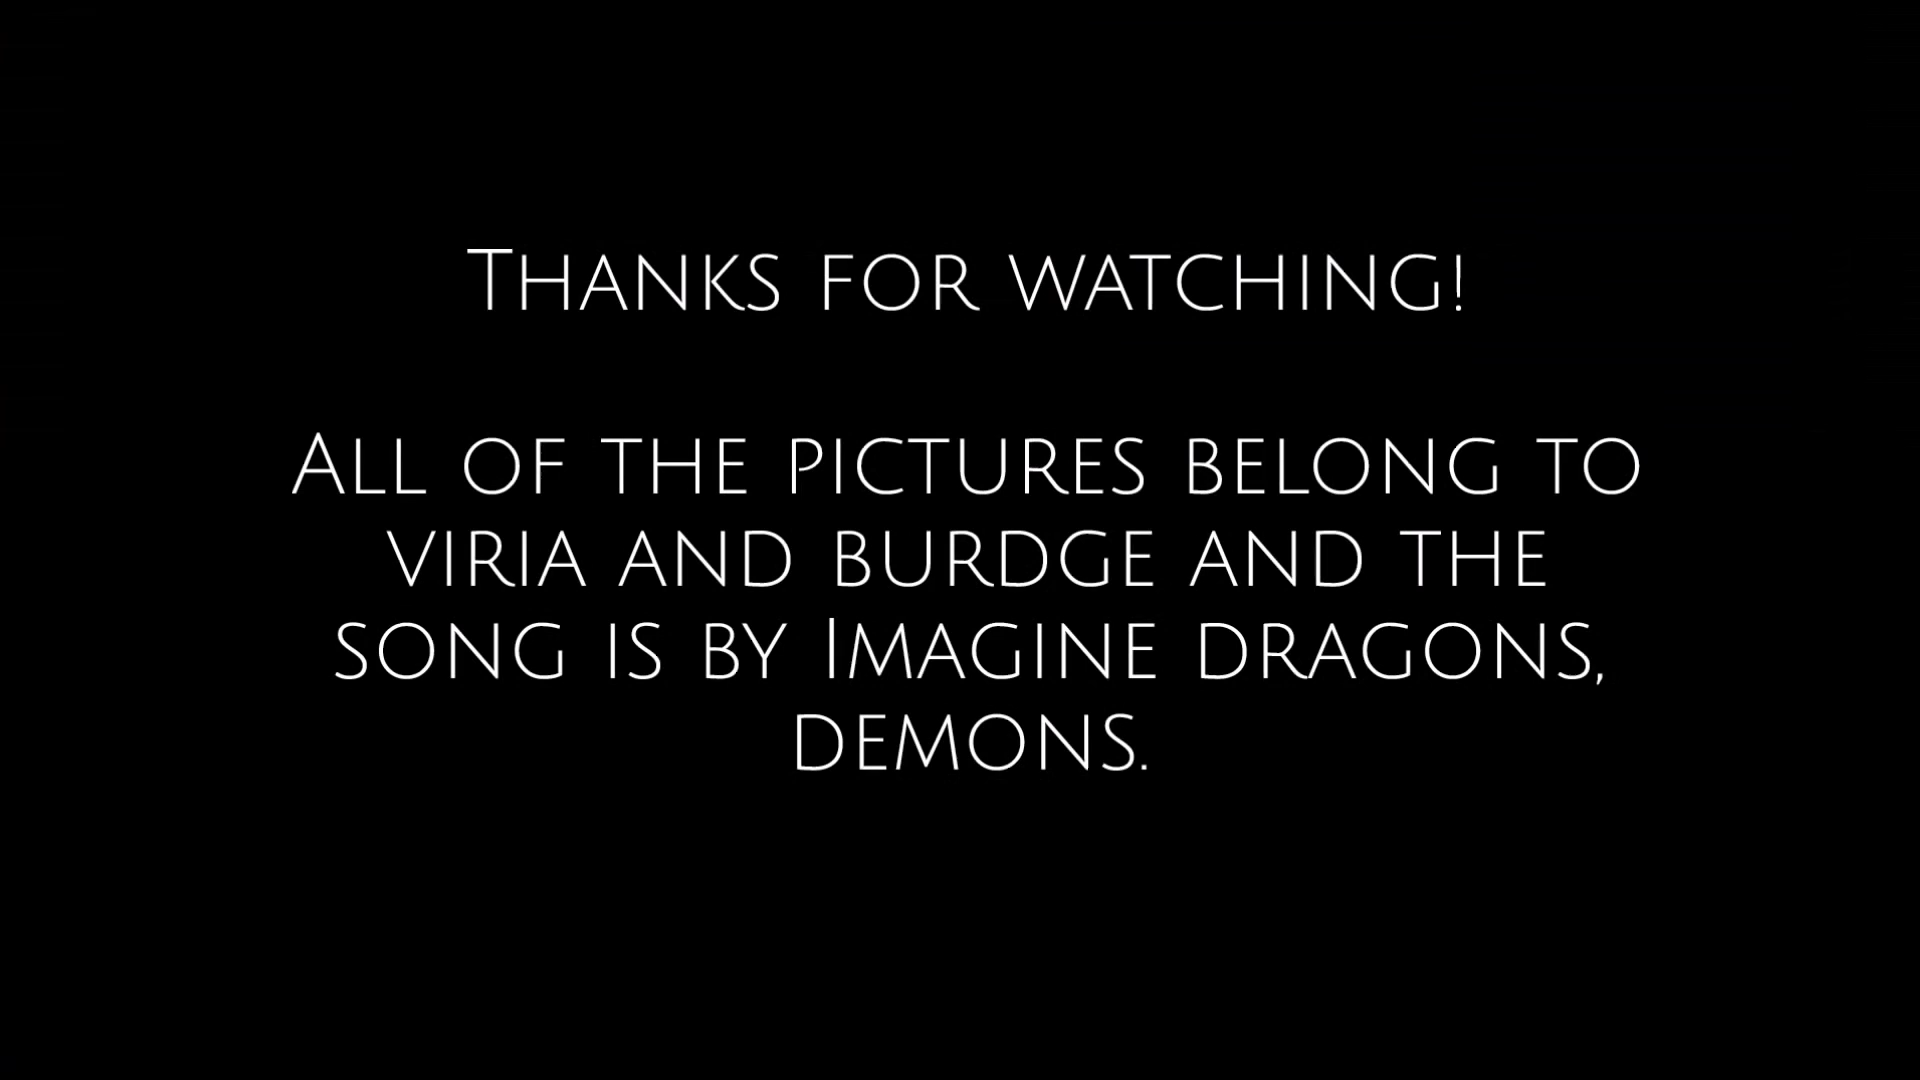 Thanks for watching!
All of the pictures belong to
viria and burdge and the
song is by Imagine dragons,
demons.